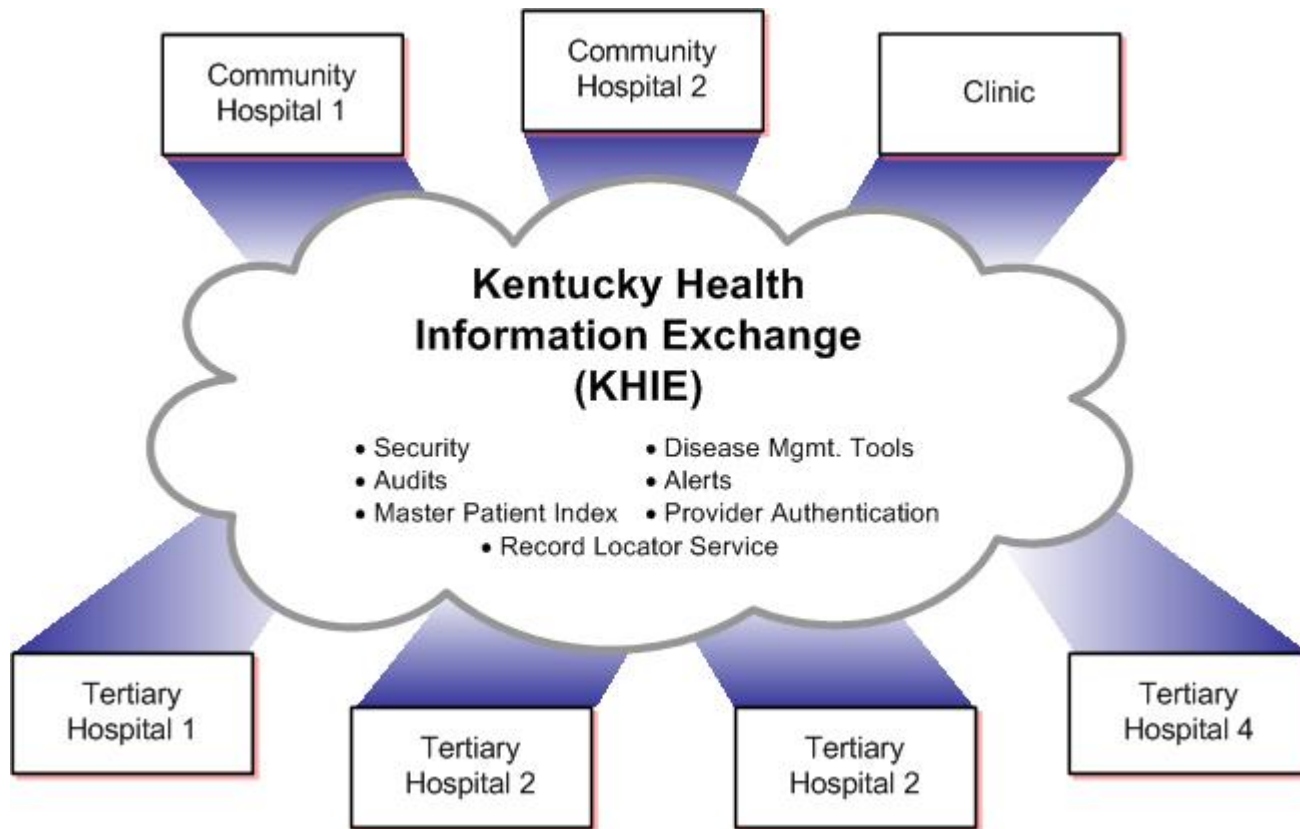 Community
Hospital 1
Community
Hospital 2
Clinic
Kentucky Health
Information Exchange
(KHIE)
• Security
• Disease Mgmt. Tools
• Audits
• Alerts
• Master Patient Index
• Provider Authentication
• Record Locator Service
Tertiary
Hospital 1
Tertiary
Hospital 2
Tertiary
Hospital 2
Tertiary
Hospital 4